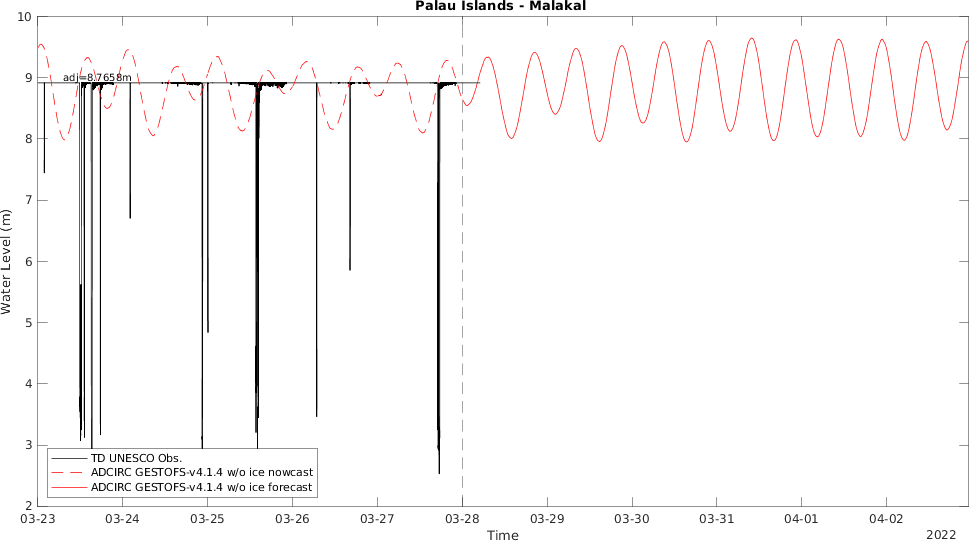 Palau Islands - Malakal
10
9
8
7
6
5
4
3
2
Water Level (m)
adj=8.7658m
TD UNESCO Obs.
ADCIRC GESTOFS-v4.1.4 w/o ice nowcast
ADCIRC GESTOFS-v4.1.4 w/o ice forecast
03-23 03-24 03-25 03-26 03-27 03-28 03-29 03-30 03-31 04-01 04-02
Time
2022